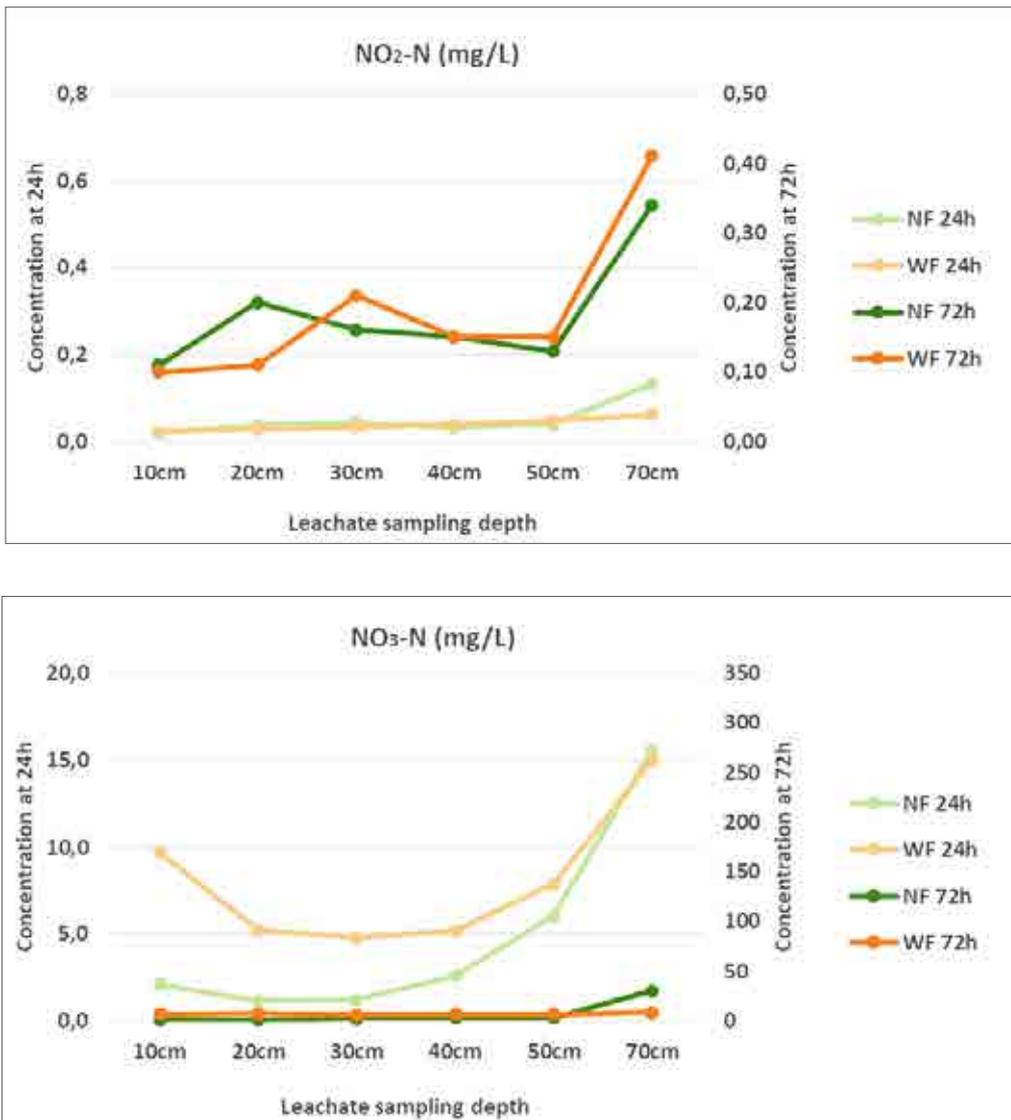 NO₂-N (mg/L)
Concentration at 24h
0,8
0,6
0,4
0,2
0,0
0,50
0,40
0,30
0,20
0,10
0,00
Concentration at 72h
10cm 20cm 30cm 40cm 50cm 70cm
Leachate sampling depth
NF 24h
WF 24h
NF 72h
WF 72h
NO₃-N (mg/L)
Concentration at 24h
20,0
15,0
10,0
5,0
0,0
350
300
250
200
150
100
50
0
Concentration at 72h
10cm 20cm 30cm 40cm 50cm 70cm
Leachate sampling depth
NF 24h
WF 24h
NF 72h
WF 72h